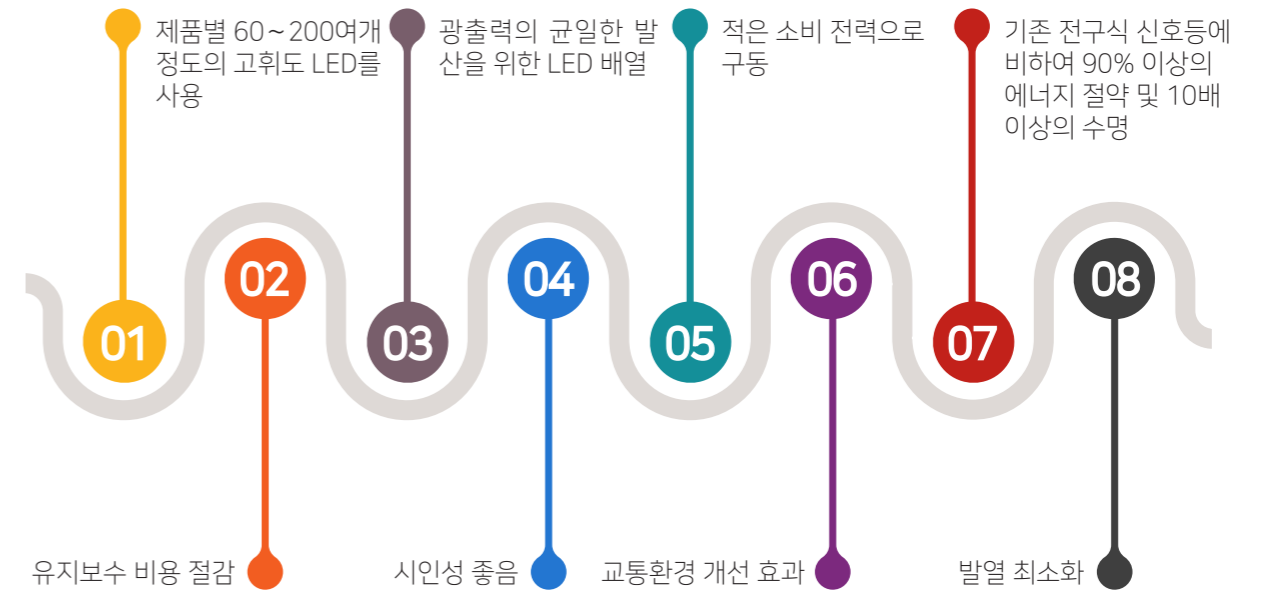 제품별 60~200여개
정도의 고휘도 LED를
사용
광출력의 균일한 발
산을 위한 LED 배열
적은 소비 전력으로
구동
기존 전구식 신호등에
비하여 90% 이상의
에너지 절약 및 10배
이상의 수명
01
02
03
04
05
06
07
08
유지보수 비용 절감
시인성 좋음
교통환경 개선 효과
발열 최소화